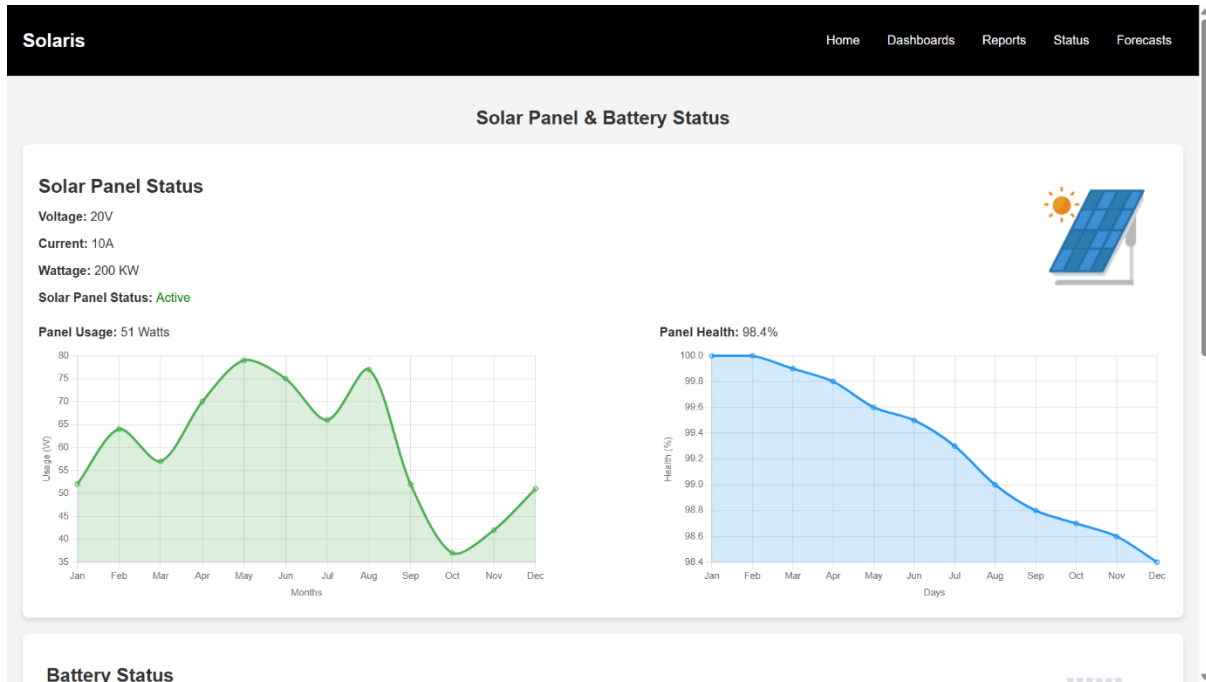 Solaris
Home Dashboards Reports Status Forecasts
Solar Panel & Battery Status
Solar Panel Status
Voltage: 20V
Current: 10A
Wattage: 200 KW
Solar Panel Status: Active
Panel Usage: 51 Watts
80
75
70
65
60
55
50
45
40
35
Usage (W)
Jan Feb Mar Apr May Jun Jul Aug Sep Oct Nov Dec
Months
Panel Health: 98.4%
100.0
99.8
99.6
99.4
99.2
99.0
98.8
98.6
98.4
Health (%)
Jan Feb Mar Apr May Jun Jul Aug Sep Oct Nov Dec
Days
Battery Status